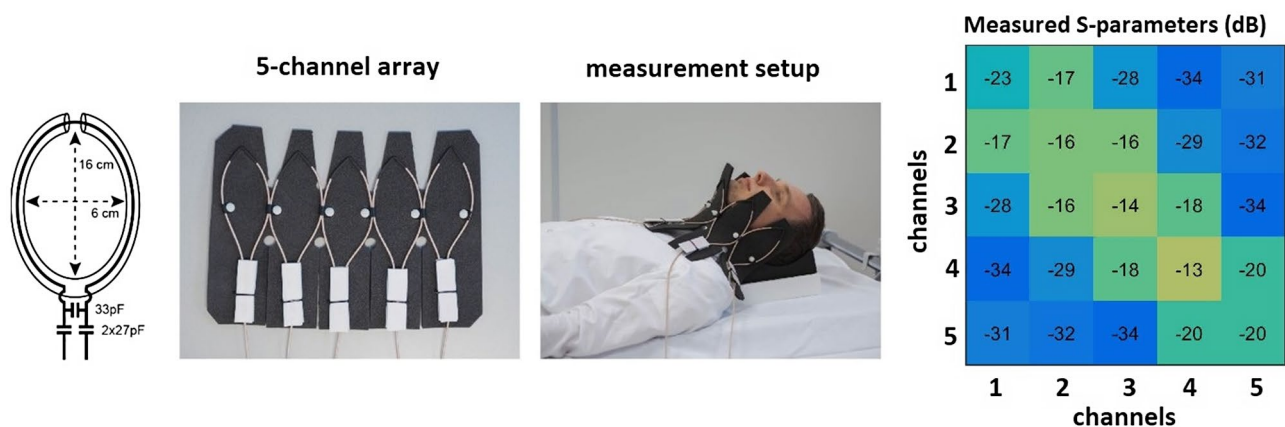 5-channel array
measurement setup
Measured S-parameters (dB)
16 cm
6 cm
33pF
2x27pF
channels
1 -23 -17 -28 -34 -31
2 -17 -16 -16 -29 -32
3 -28 -16 -14 -18 -34
4 -34 -29 -18 -13 -20
5 -31 -32 -34 -20 -20
1 2 3 4 5
channels